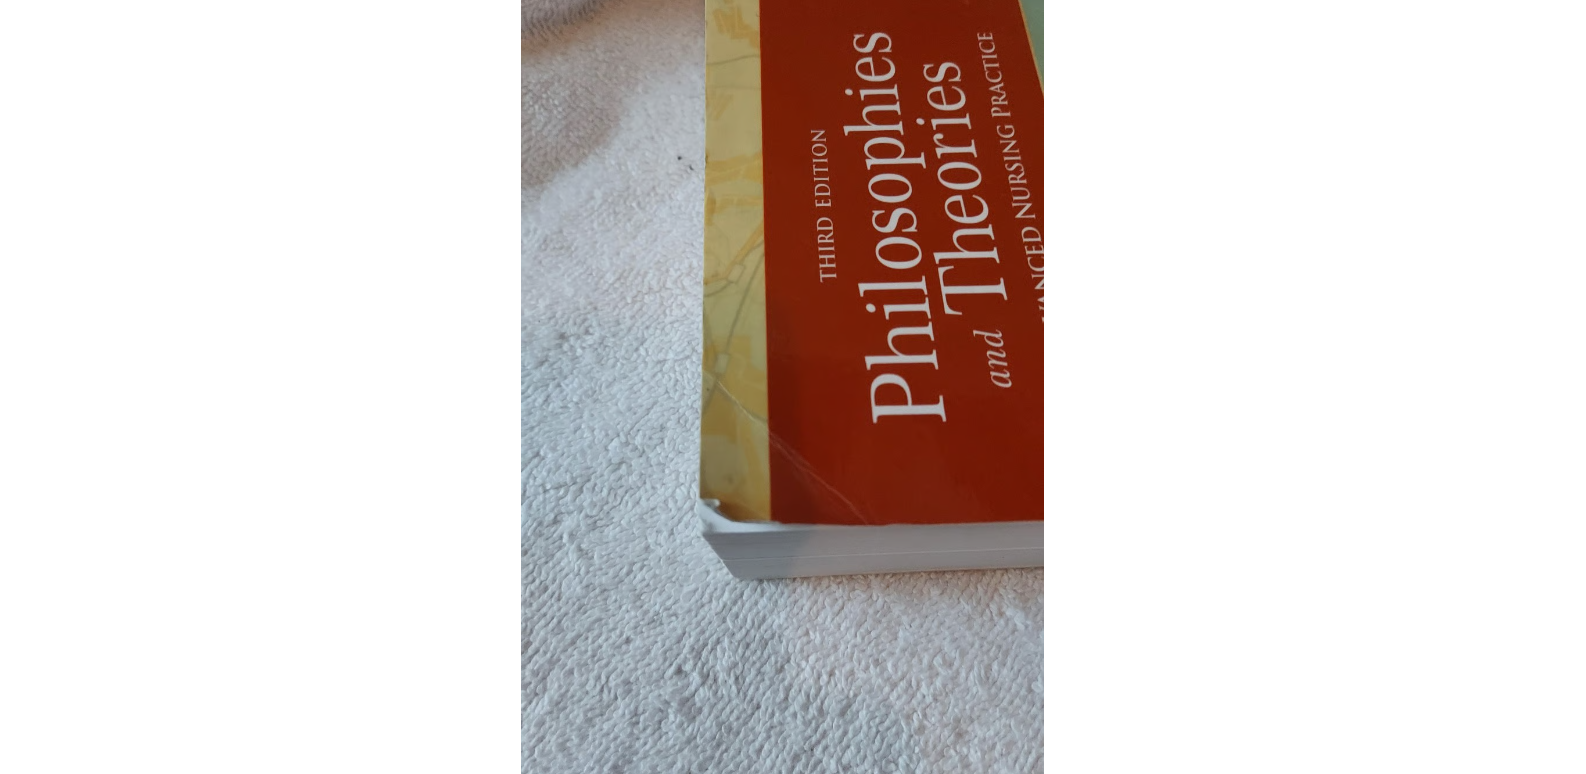 THIRD EDITION
Philosophies
and Theories
NURSING PRACTICE